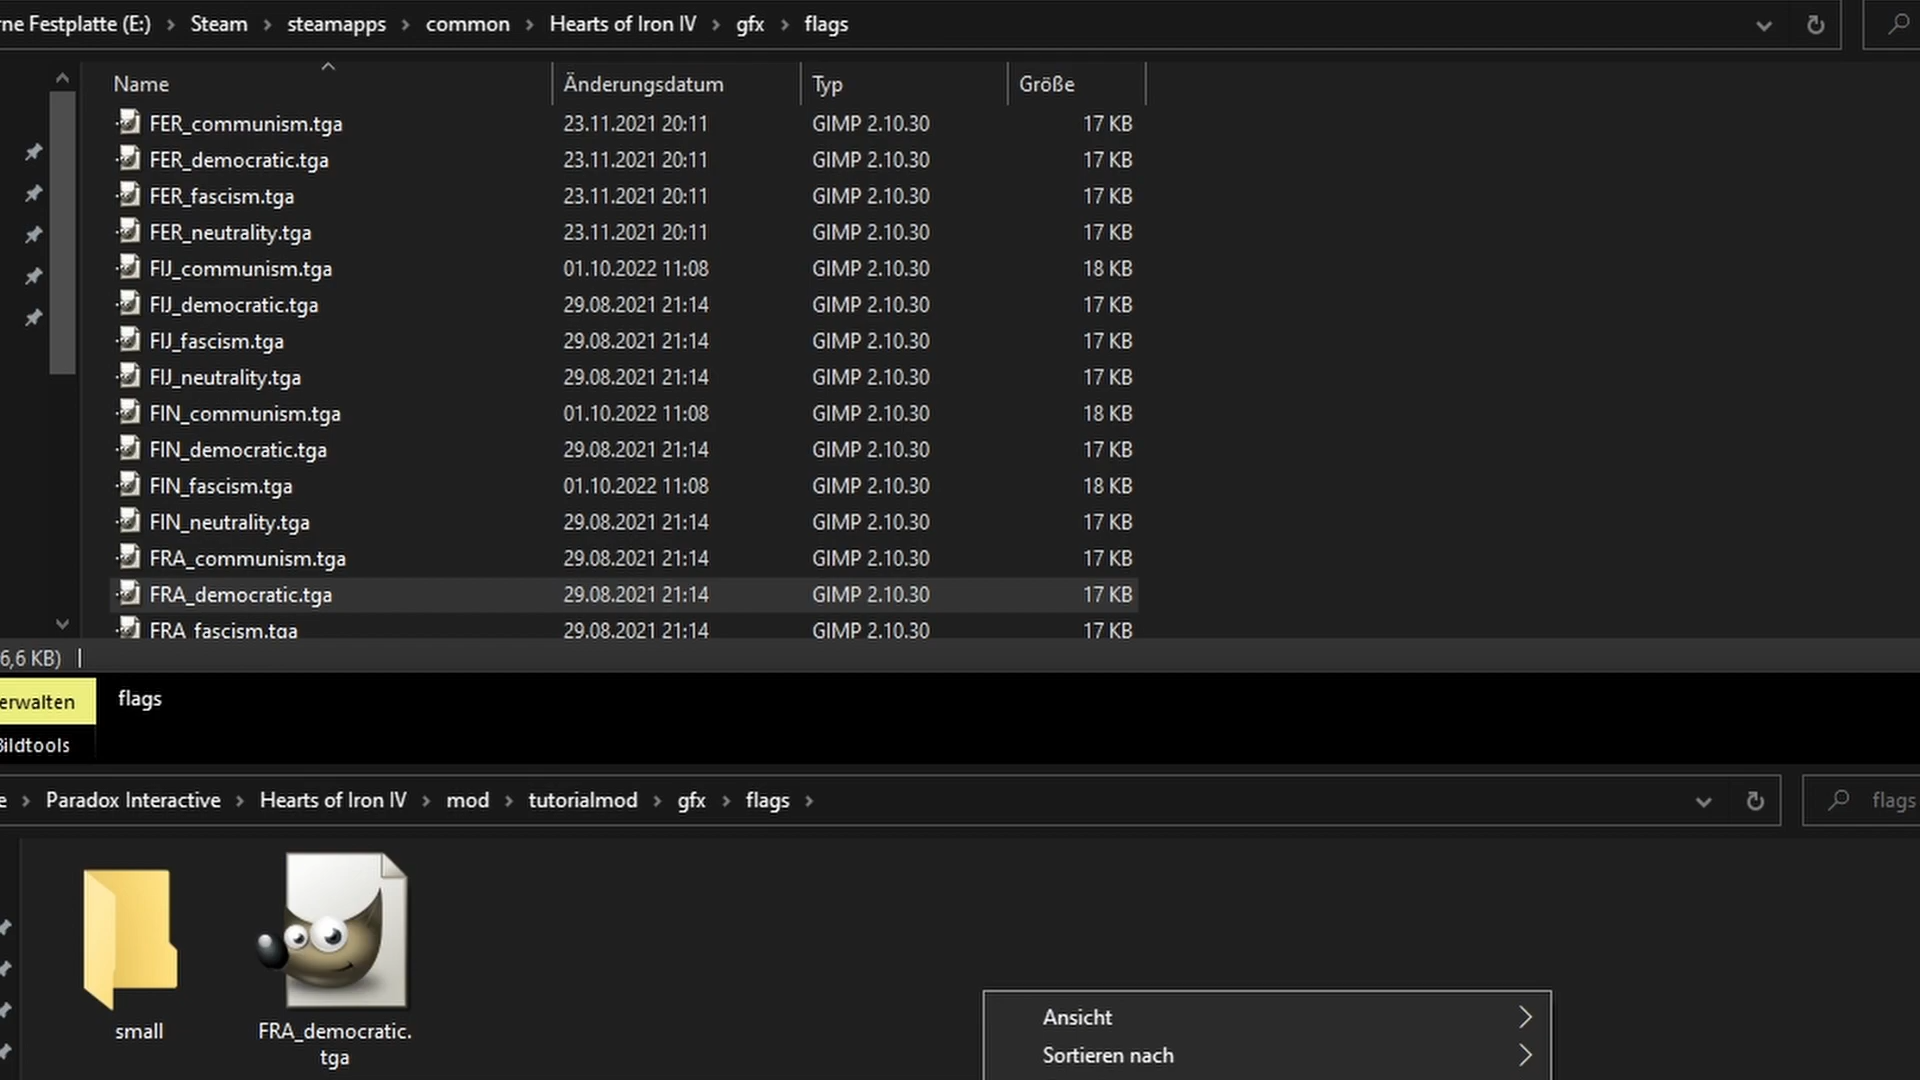 ne Festplatte (E:) > Steam > steamapps > common > Hearts of Iron IV > gfx > flags
Name Änderungsdatum Typ Größe
FER_communism.tga 23.11.2021 20:11 GIMP 2.10.30 17 KB
FER_democratic.tga 23.11.2021 20:11 GIMP 2.10.30 17 KB
FER_fascism.tga 23.11.2021 20:11 GIMP 2.10.30 17 KB
FER_neutrality.tga 23.11.2021 20:11 GIMP 2.10.30 17 KB
FIJ_communism.tga 01.10.2022 11:08 GIMP 2.10.30 18 KB
FIJ_democratic.tga 29.08.2021 21:14 GIMP 2.10.30 17 KB
FIJ_fascism.tga 29.08.2021 21:14 GIMP 2.10.30 17 KB
FIJ_neutrality.tga 29.08.2021 21:14 GIMP 2.10.30 17 KB
FIN_communism.tga 01.10.2022 11:08 GIMP 2.10.30 18 KB
FIN_democratic.tga 29.08.2021 21:14 GIMP 2.10.30 17 KB
FIN_fascism.tga 01.10.2022 11:08 GIMP 2.10.30 18 KB
FIN_neutrality.tga 29.08.2021 21:14 GIMP 2.10.30 17 KB
FRA_communism.tga 29.08.2021 21:14 GIMP 2.10.30 17 KB
FRA_democratic.tga 29.08.2021 21:14 GIMP 2.10.30 17 KB
FRA_fascism.tga 29.08.2021 21:14 GIMP 2.10.30 17 KB
6,6 KB)
erwalten flags
Bildtools
e > Paradox Interactive > Hearts of Iron IV > mod > tutorialmod > gfx > flags >
flags
small
FRA_democratic.
tga
Ansicht
Sortieren nach